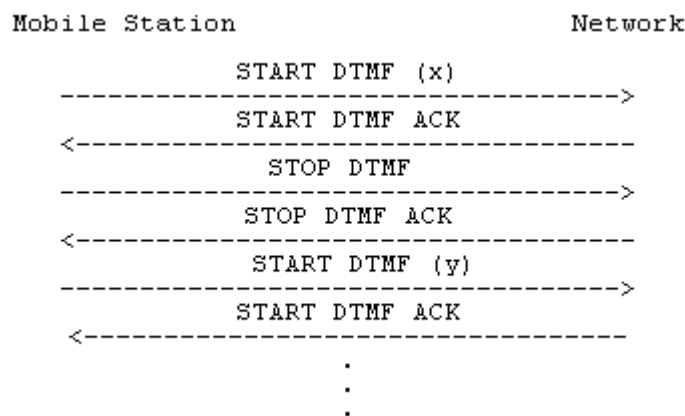 Mobile Station Network
START DTMF (x)
----------------------------------->
START DTMF ACK
<-----------------------------------
STOP DTMF
----------------------------------->
STOP DTMF ACK
<-----------------------------------
START DTMF (y)
----------------------------------->
START DTMF ACK
<----------------------------------
.
.
.